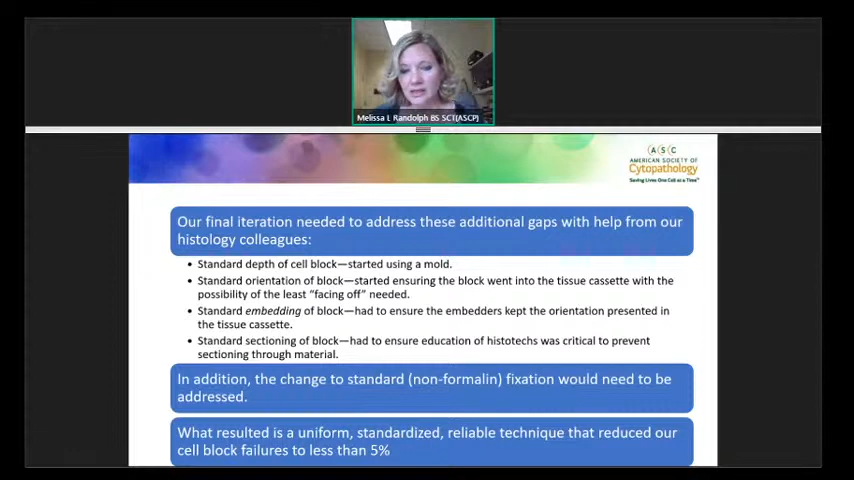 Melissa L Randolph BS SCT(ASCP)
ASC
AMERICAN SOCIETY OF
Cytopathology
Saving Lives One Cell at a Time™
Our final iteration needed to address these additional gaps with help from our
histology colleagues:
• Standard depth of cell block—started using a mold.
• Standard orientation of block—started ensuring the block went into the tissue cassette with the
possibility of the least “facing off” needed.
• Standard embedding of block—had to ensure the embedders kept the orientation presented in
the tissue cassette.
• Standard sectioning of block—had to ensure education of histotechs was critical to prevent
sectioning through material.
In addition, the change to standard (non-formalin) fixation would need to be
addressed.
What resulted is a uniform, standardized, reliable technique that reduced our
cell block failures to less than 5%